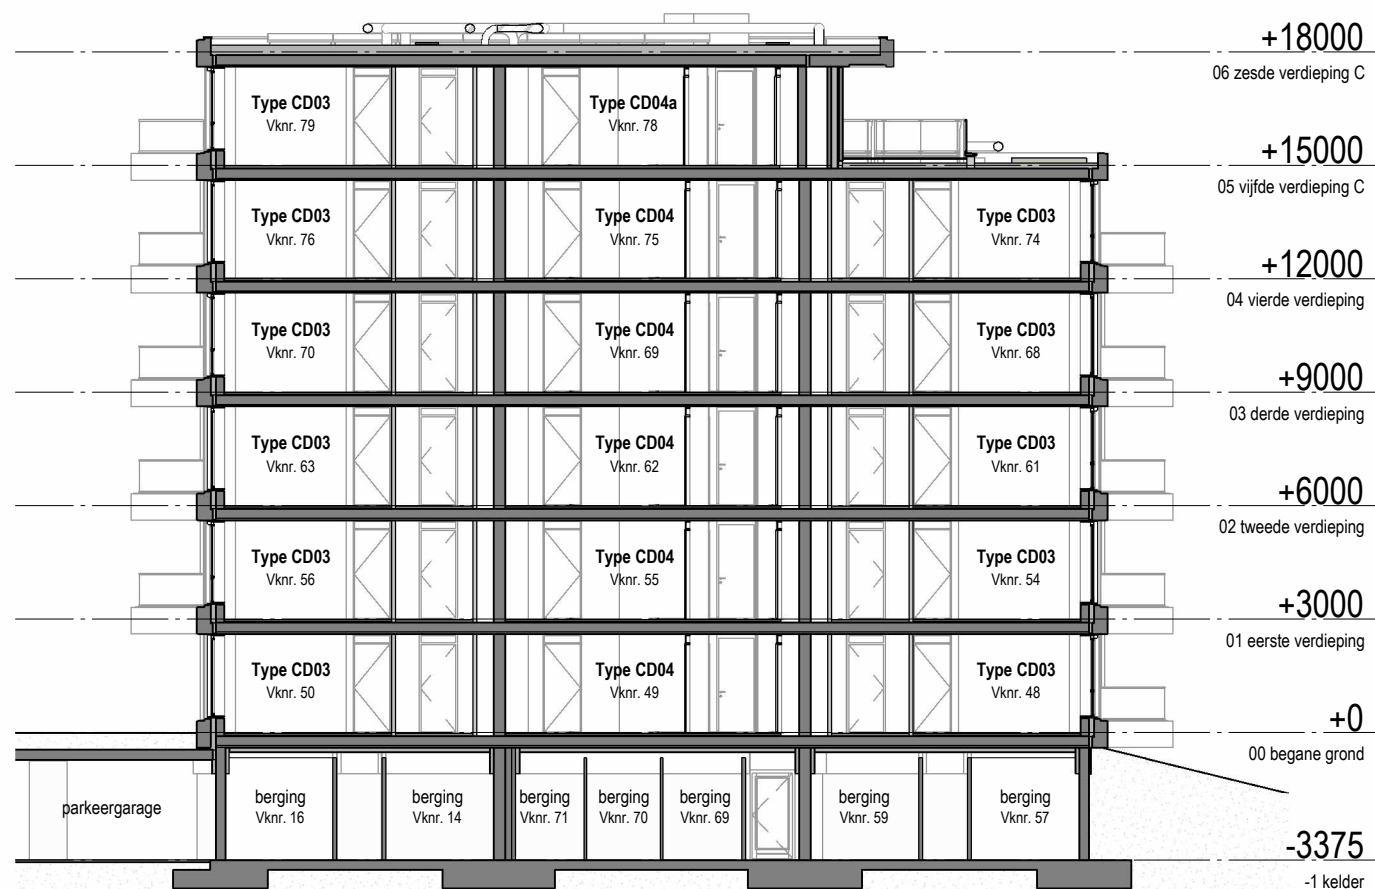 +18000
06 zesde verdieping C
Type CD03
Vknr. 79
Type CD04a
Vknr. 78
+15000
05 vijfde verdieping C
Type CD03
Vknr. 76
Type CD04
Vknr. 75
Type CD03
Vknr. 74
+12000
04 vierde verdieping
Type CD03
Vknr. 70
Type CD04
Vknr. 69
Type CD03
Vknr. 68
+9000
03 derde verdieping
Type CD03
Vknr. 63
Type CD04
Vknr. 62
Type CD03
Vknr. 61
+6000
02 tweede verdieping
Type CD03
Vknr. 56
Type CD04
Vknr. 55
Type CD03
Vknr. 54
+3000
01 eerste verdieping
Type CD03
Vknr. 50
Type CD04
Vknr. 49
Type CD03
Vknr. 48
+0
00 begane grond
parkeergarage
berging
Vknr. 16
berging
Vknr. 14
berging
Vknr. 71
berging
Vknr. 70
berging
Vknr. 69
berging
Vknr. 59
berging
Vknr. 57
-3375
-1 kelder